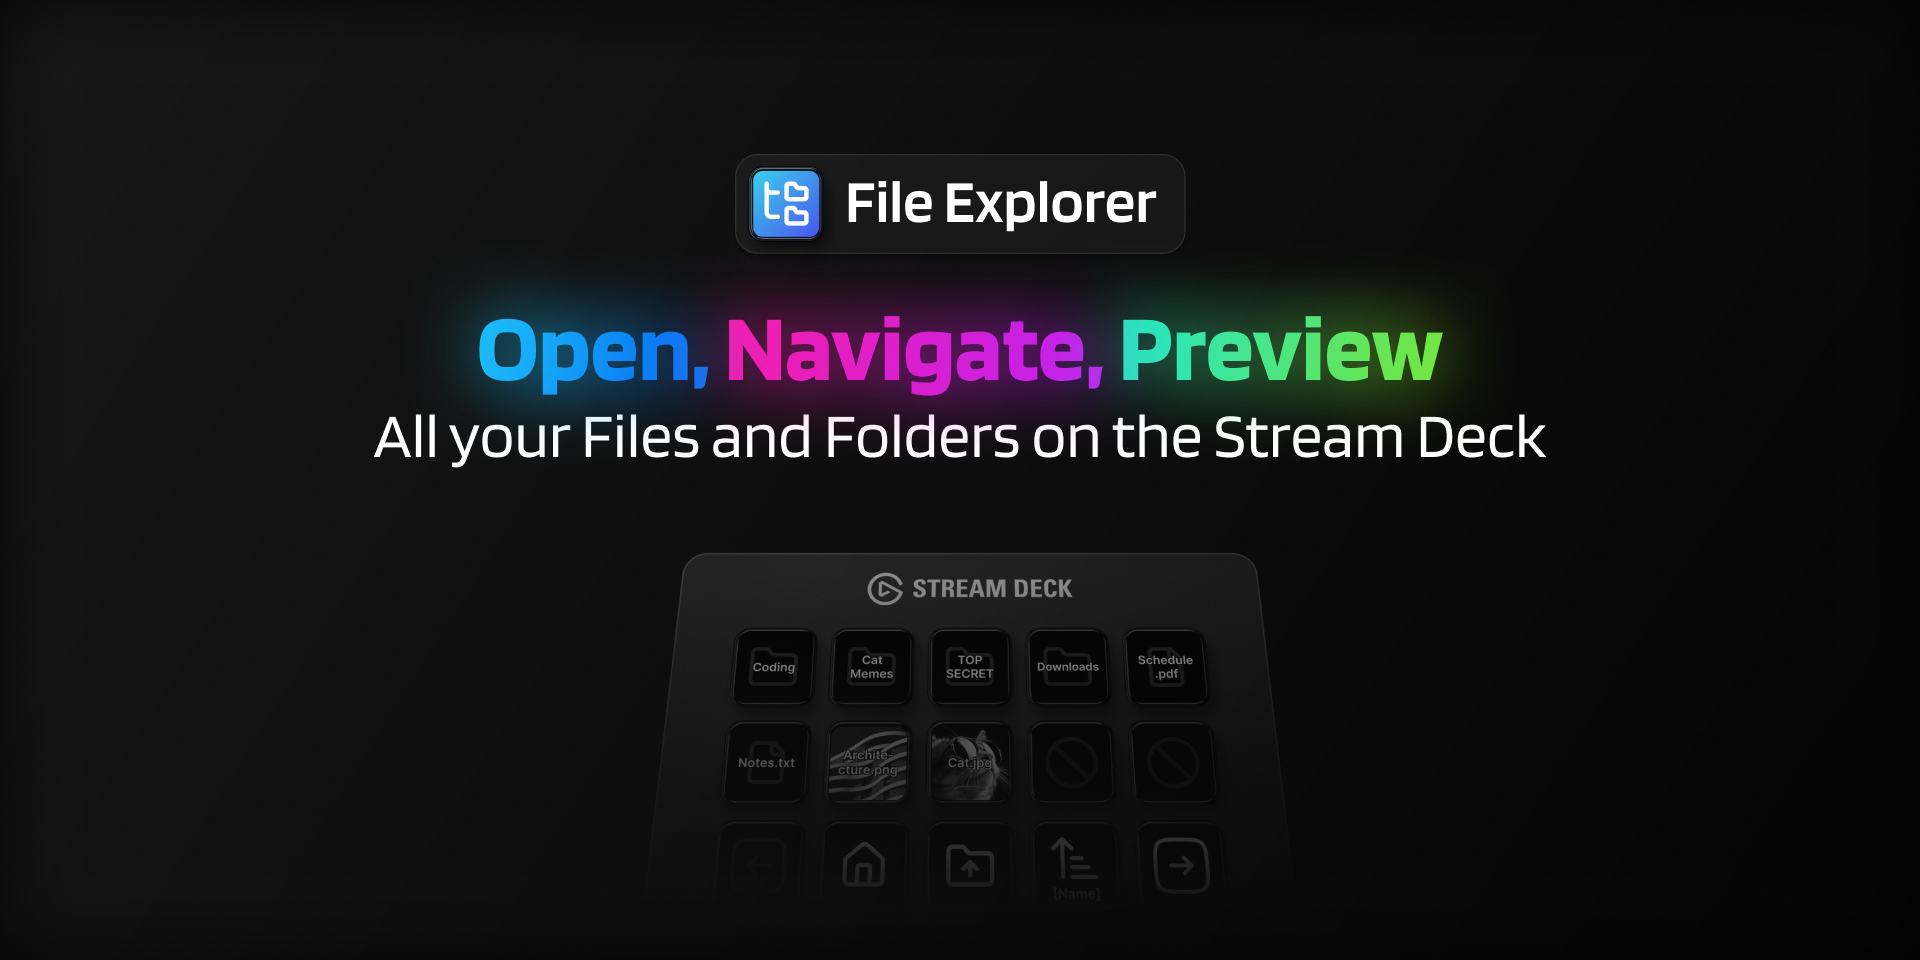 File Explorer
Open, Navigate, Preview
All your Files and Folders on the Stream Deck
STREAM DECK
Coding
Cat
Memes
TOP
SECRET
Downloads
Schedule
.pdf
Notes.txt
Archite-
cture.png
Cat.jpg
[Name]